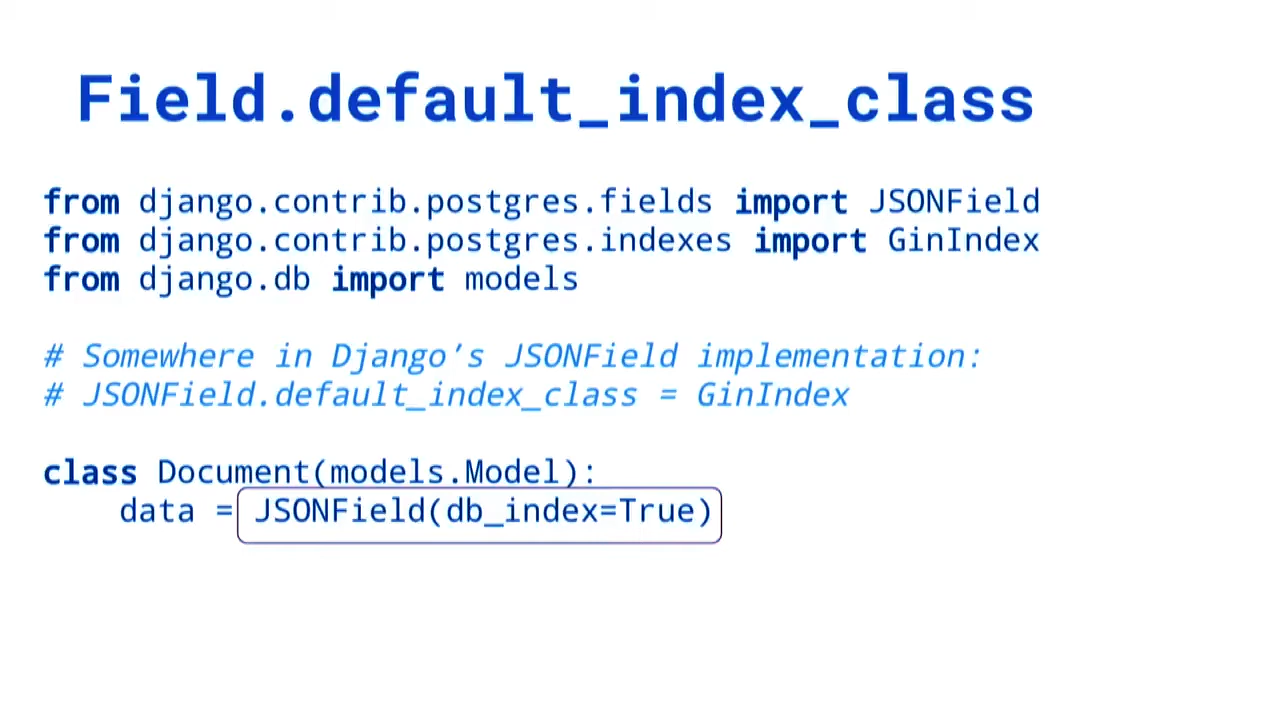 Field.default_index_class
from django.contrib.postgres.fields import JSONField
from django.contrib.postgres.indexes import GinIndex
from django.db import models
# Somewhere in Django’s JSONField implementation:
# JSONField.default_index_class = GinIndex
class Document(models.Model):
    data = JSONField(db_index=True)